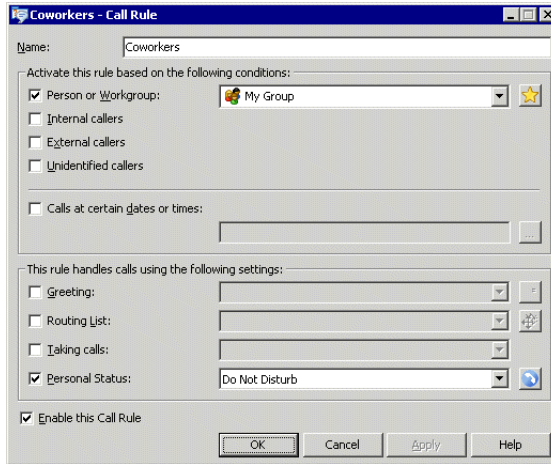 Coworkers - Call Rule
Name: Coworkers
Activate this rule based on the following conditions:
Person or Workgroup: My Group
Internal callers
External callers
Unidentified callers
Calls at certain dates or times:
...
This rule handles calls using the following settings:
Greeting:
Routing List:
Taking calls:
Personal Status: Do Not Disturb
Enable this Call Rule
OK Cancel Apply Help